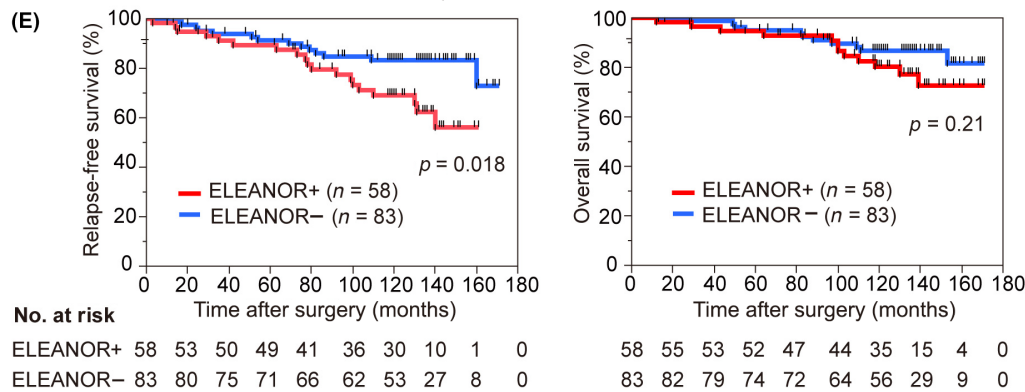 (E)
Relapse-free survival (%)
100
80
60
40
20
0
p = 0.018
ELEANOR+ (n = 58)
ELEANOR− (n = 83)
0 20 40 60 80 100 120 140 160 180
Time after surgery (months)
Overall survival (%)
100
80
60
40
20
0
p = 0.21
ELEANOR+ (n = 58)
ELEANOR− (n = 83)
0 20 40 60 80 100 120 140 160 180
Time after surgery (months)
No. at risk
ELEANOR+ 58 53 50 49 41 36 30 10 1 0 58 55 53 52 47 44 35 15 4 0
ELEANOR− 83 80 75 71 66 62 53 27 8 0 83 82 79 74 72 64 56 29 9 0